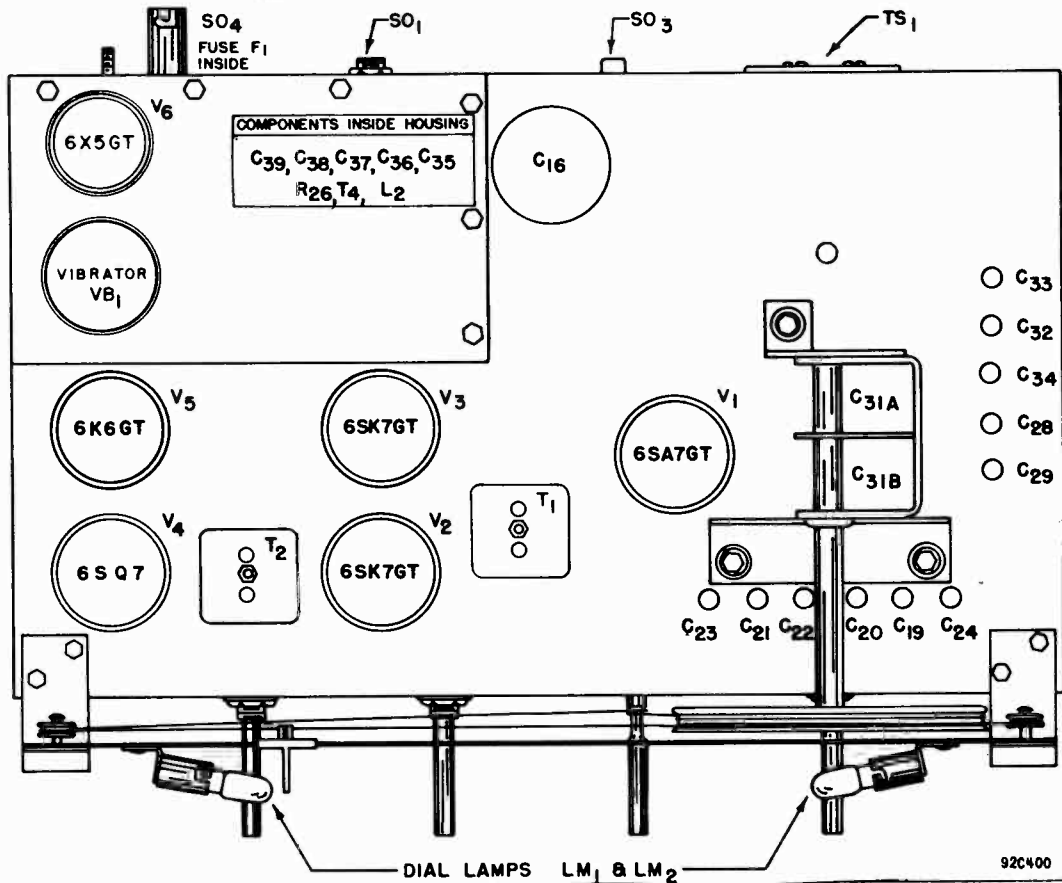 SO4
FUSE F1
INSIDE
SO1
SO3
TS1
V6
6X5GT
COMPONENTS INSIDE HOUSING
C39, C38, C37, C36, C35
R26, T4, L2
C16
VIBRATOR
VB1
C33
C32
C34
C28
C29
V5
6K6GT
V3
6SK7GT
V1
6SA7GT
C31A
C31B
V4
6SQ7
T2
V2
6SK7GT
T1
C23 C21 C22 C20 C19 C24
DIAL LAMPS LM1 & LM2
92C400